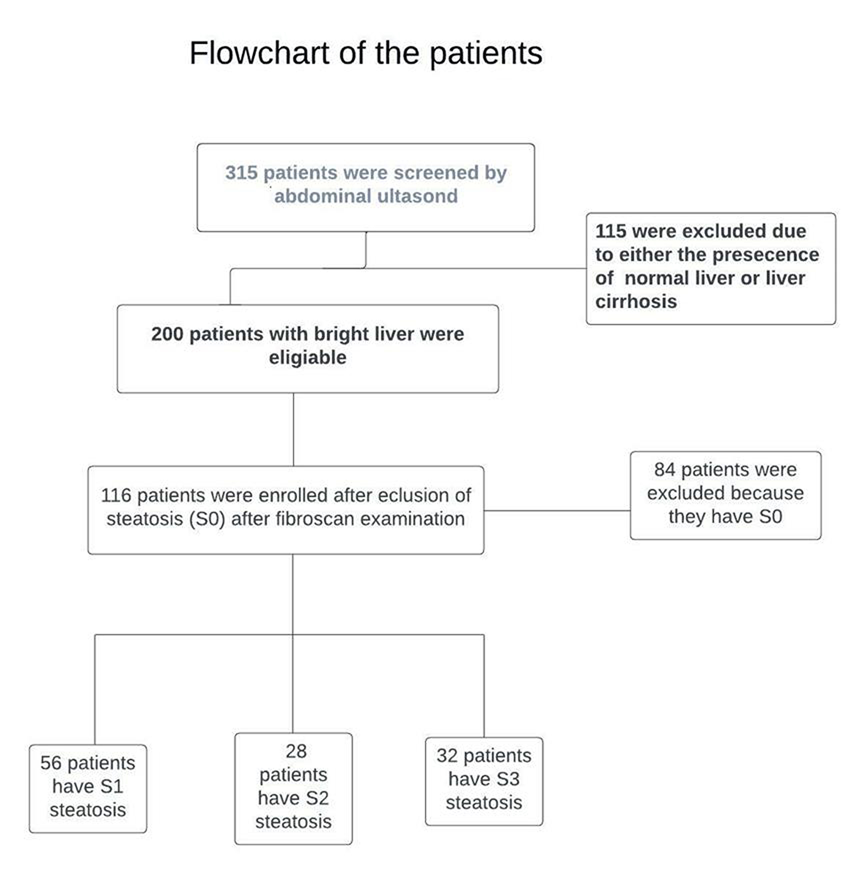 Flowchart of the patients
315 patients were screened by
abdominal ultasond
115 were excluded due
to either the presecence
of normal liver or liver
cirrhosis
200 patients with bright liver were
eligiable
116 patients were enrolled after eclusion of
steatosis (S0) after fibroscan examination
84 patients were
excluded because
they have S0
56 patients
have S1
steatosis
28
patients
have S2
steatosis
32 patients
have S3
steatosis